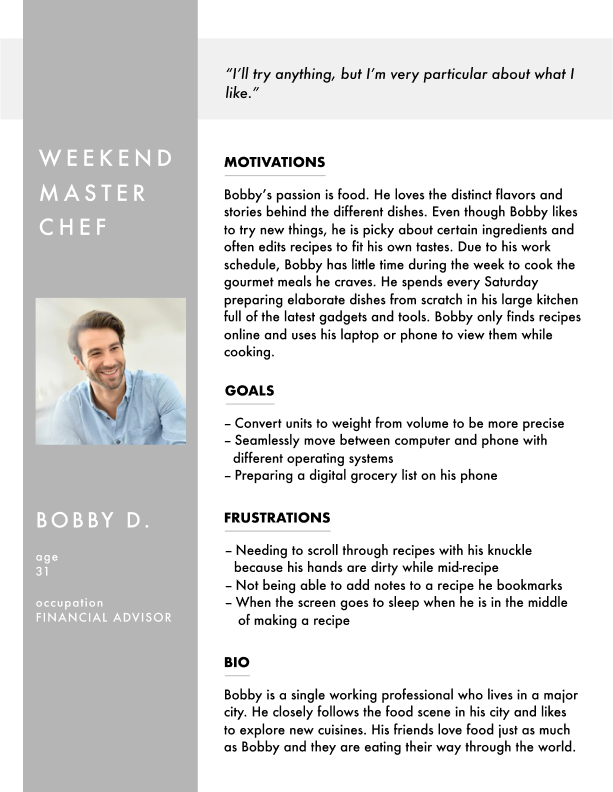 “I’ll try anything, but I’m very particular about what I
like.”
WEEKEND
MASTER
CHEF
BOBBY D.
age
31
occupation
FINANCIAL ADVISOR
MOTIVATIONS
Bobby’s passion is food. He loves the distinct flavors and
stories behind the different dishes. Even though Bobby likes
to try new things, he is picky about certain ingredients and
often edits recipes to fit his own tastes. Due to his work
schedule, Bobby has little time during the week to cook the
gourmet meals he craves. He spends every Saturday
preparing elaborate dishes from scratch in his large kitchen
full of the latest gadgets and tools. Bobby only finds recipes
online and uses his laptop or phone to view them while
cooking.
GOALS
– Convert units to weight from volume to be more precise
– Seamlessly move between computer and phone with
different operating systems
– Preparing a digital grocery list on his phone
FRUSTRATIONS
– Needing to scroll through recipes with his knuckle
because his hands are dirty while mid-recipe
– Not being able to add notes to a recipe he bookmarks
– When the screen goes to sleep when he is in the middle
of making a recipe
BIO
Bobby is a single working professional who lives in a major
city. He closely follows the food scene in his city and likes
to explore new cuisines. His friends love food just as much
as Bobby and they are eating their way through the world.